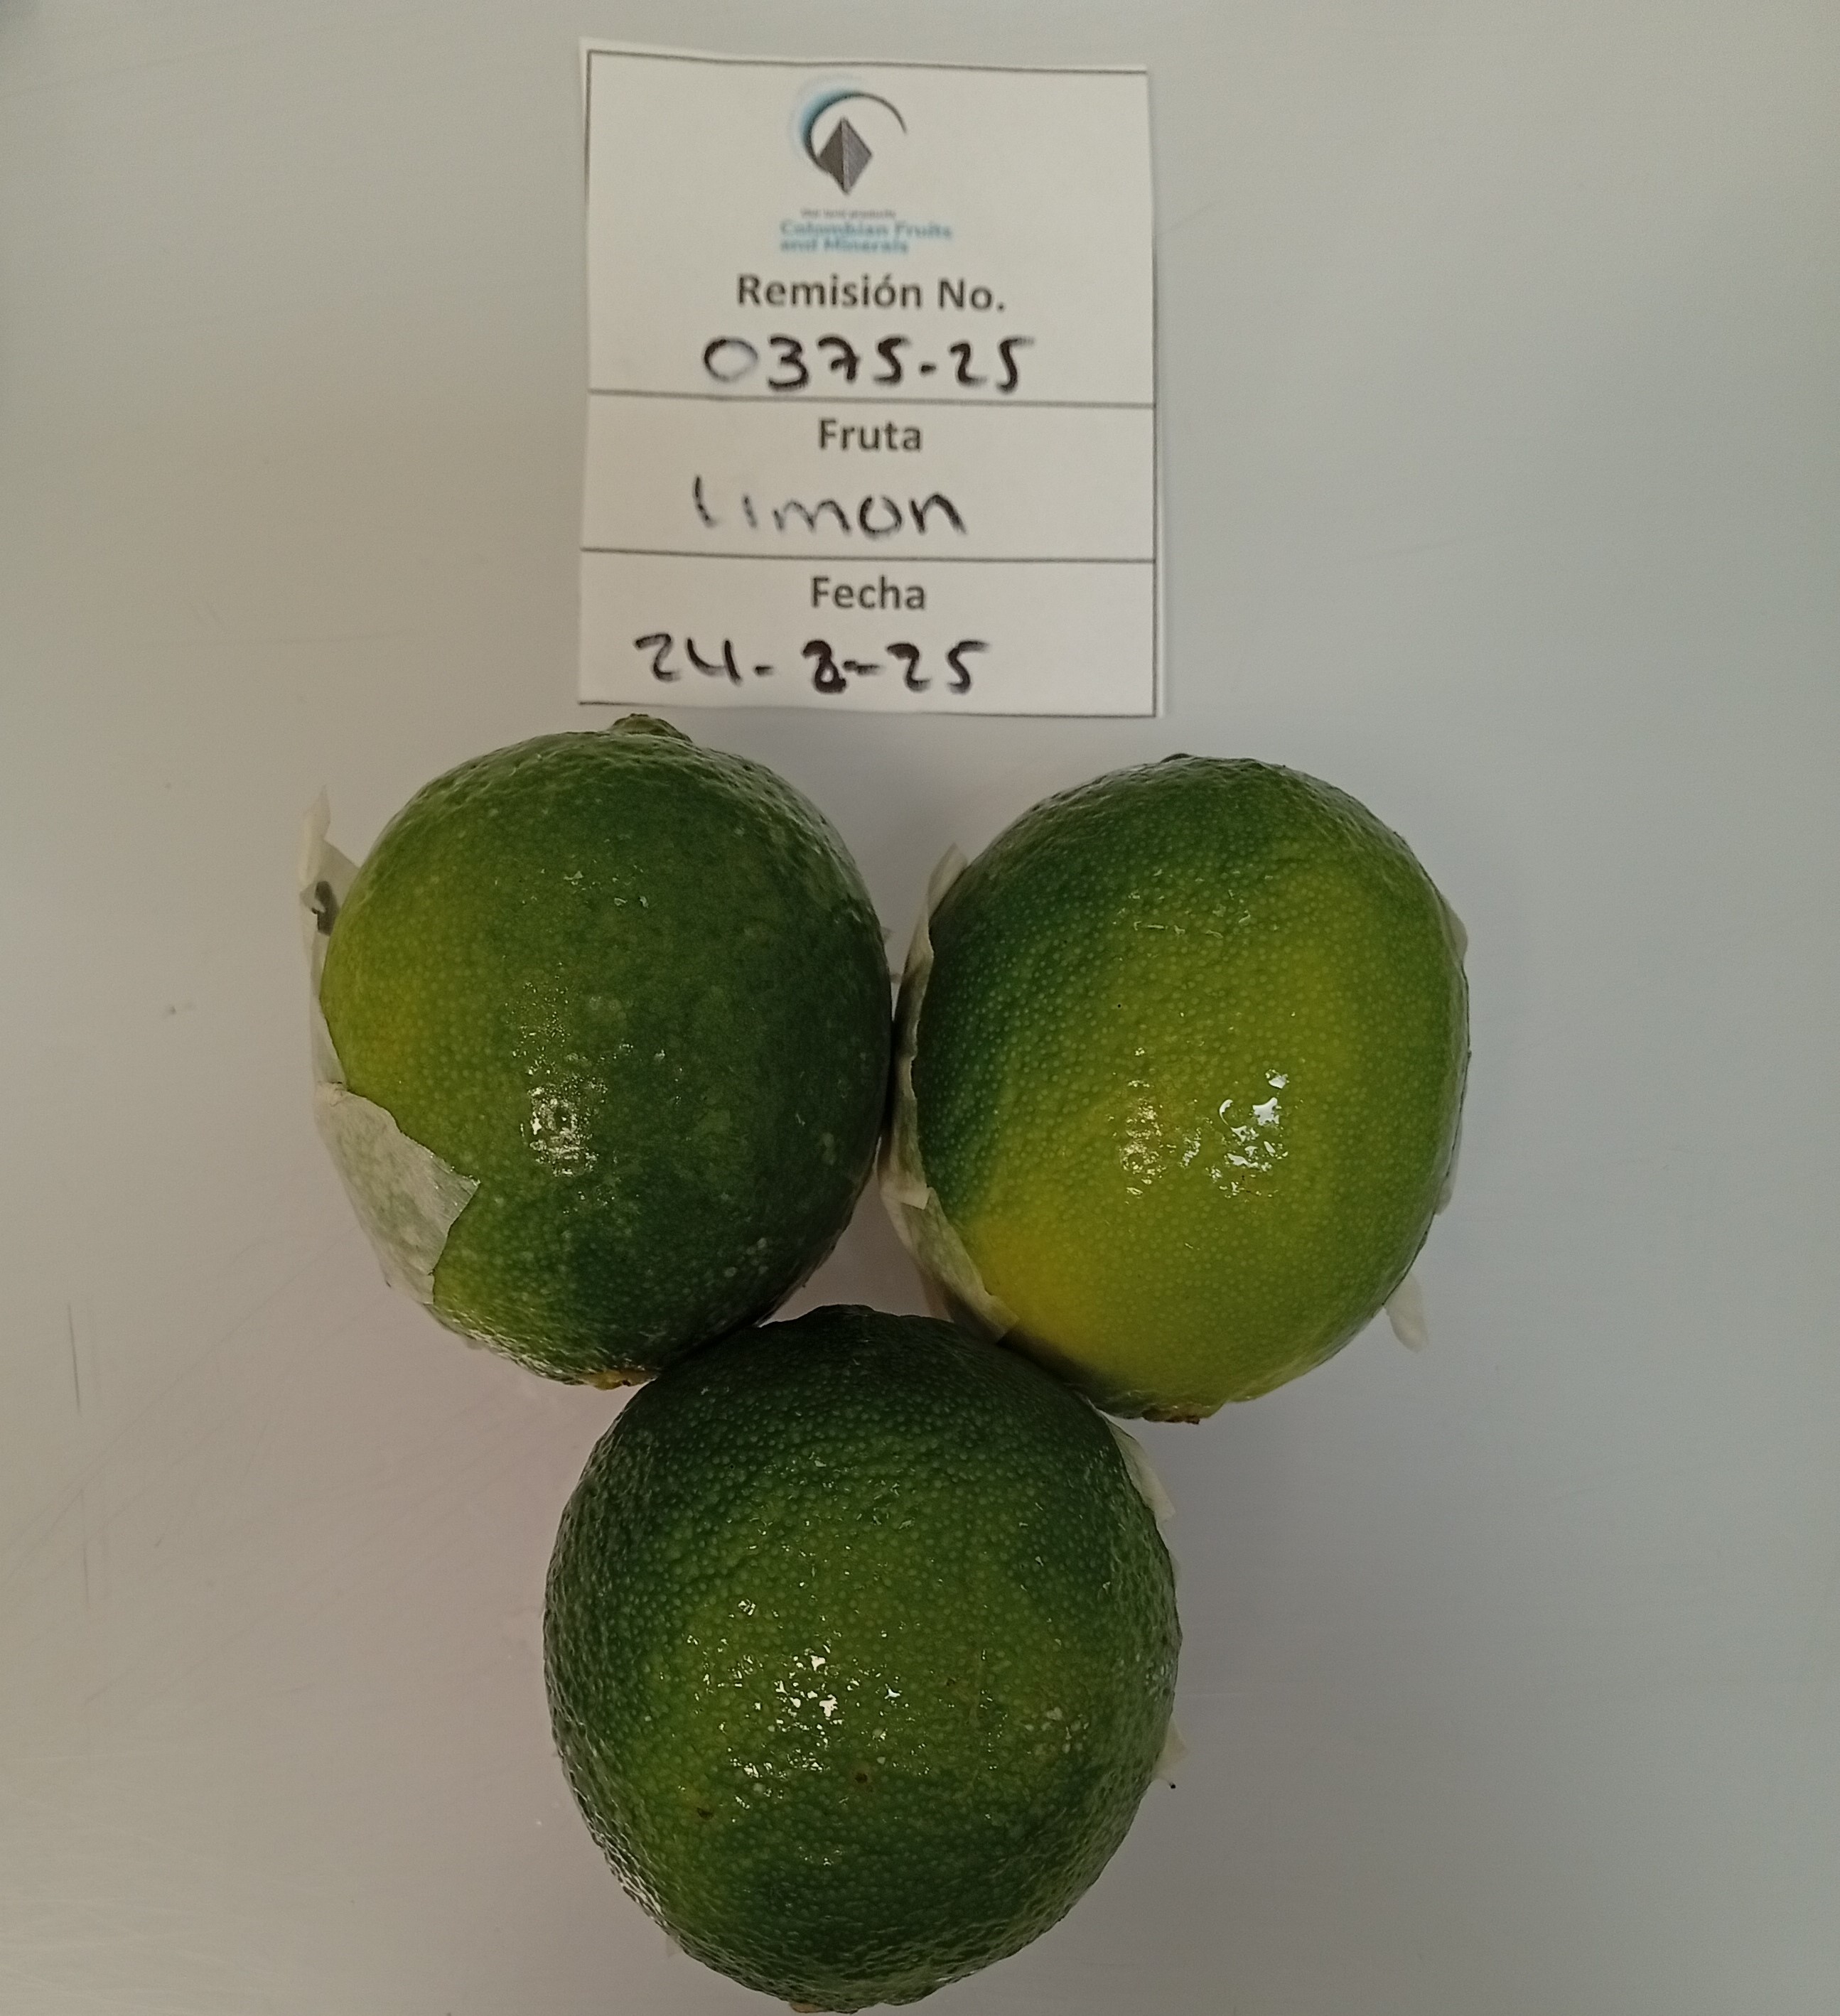 Colombian Fruits
and Minerals
Remisión No.
0375-25
Fruta
limon
Fecha
24-8-25